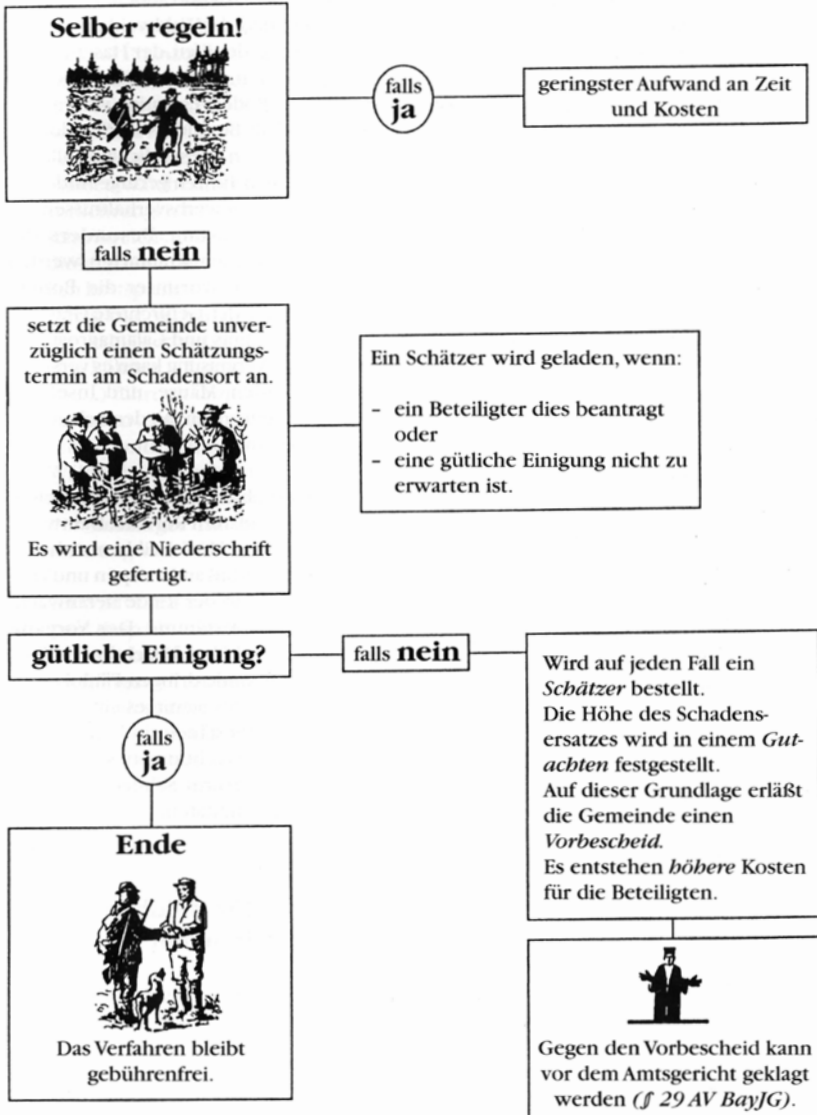 Selber regeln!
falls
ja
geringster Aufwand an Zeit
und Kosten
falls nein
setzt die Gemeinde unver-
züglich einen Schätzungs-
termin am Schadensort an.
Es wird eine Niederschrift
gefertigt.
Ein Schätzer wird geladen, wenn:
- ein Beteiligter dies beantragt
oder
- eine gütliche Einigung nicht zu
erwarten ist.
gütliche Einigung?
falls nein
Wird auf jeden Fall ein
Schätzer bestellt.
Die Höhe des Schadens-
ersatzes wird in einem Gut-
achten festgestellt.
Auf dieser Grundlage erläßt
die Gemeinde einen
Vorbescheid.
Es entstehen höhere Kosten
für die Beteiligten.
falls
ja
Ende
Das Verfahren bleibt
gebührenfrei.
Gegen den Vorbescheid kann
vor dem Amtsgericht geklagt
werden (§ 29 AV BayJG).